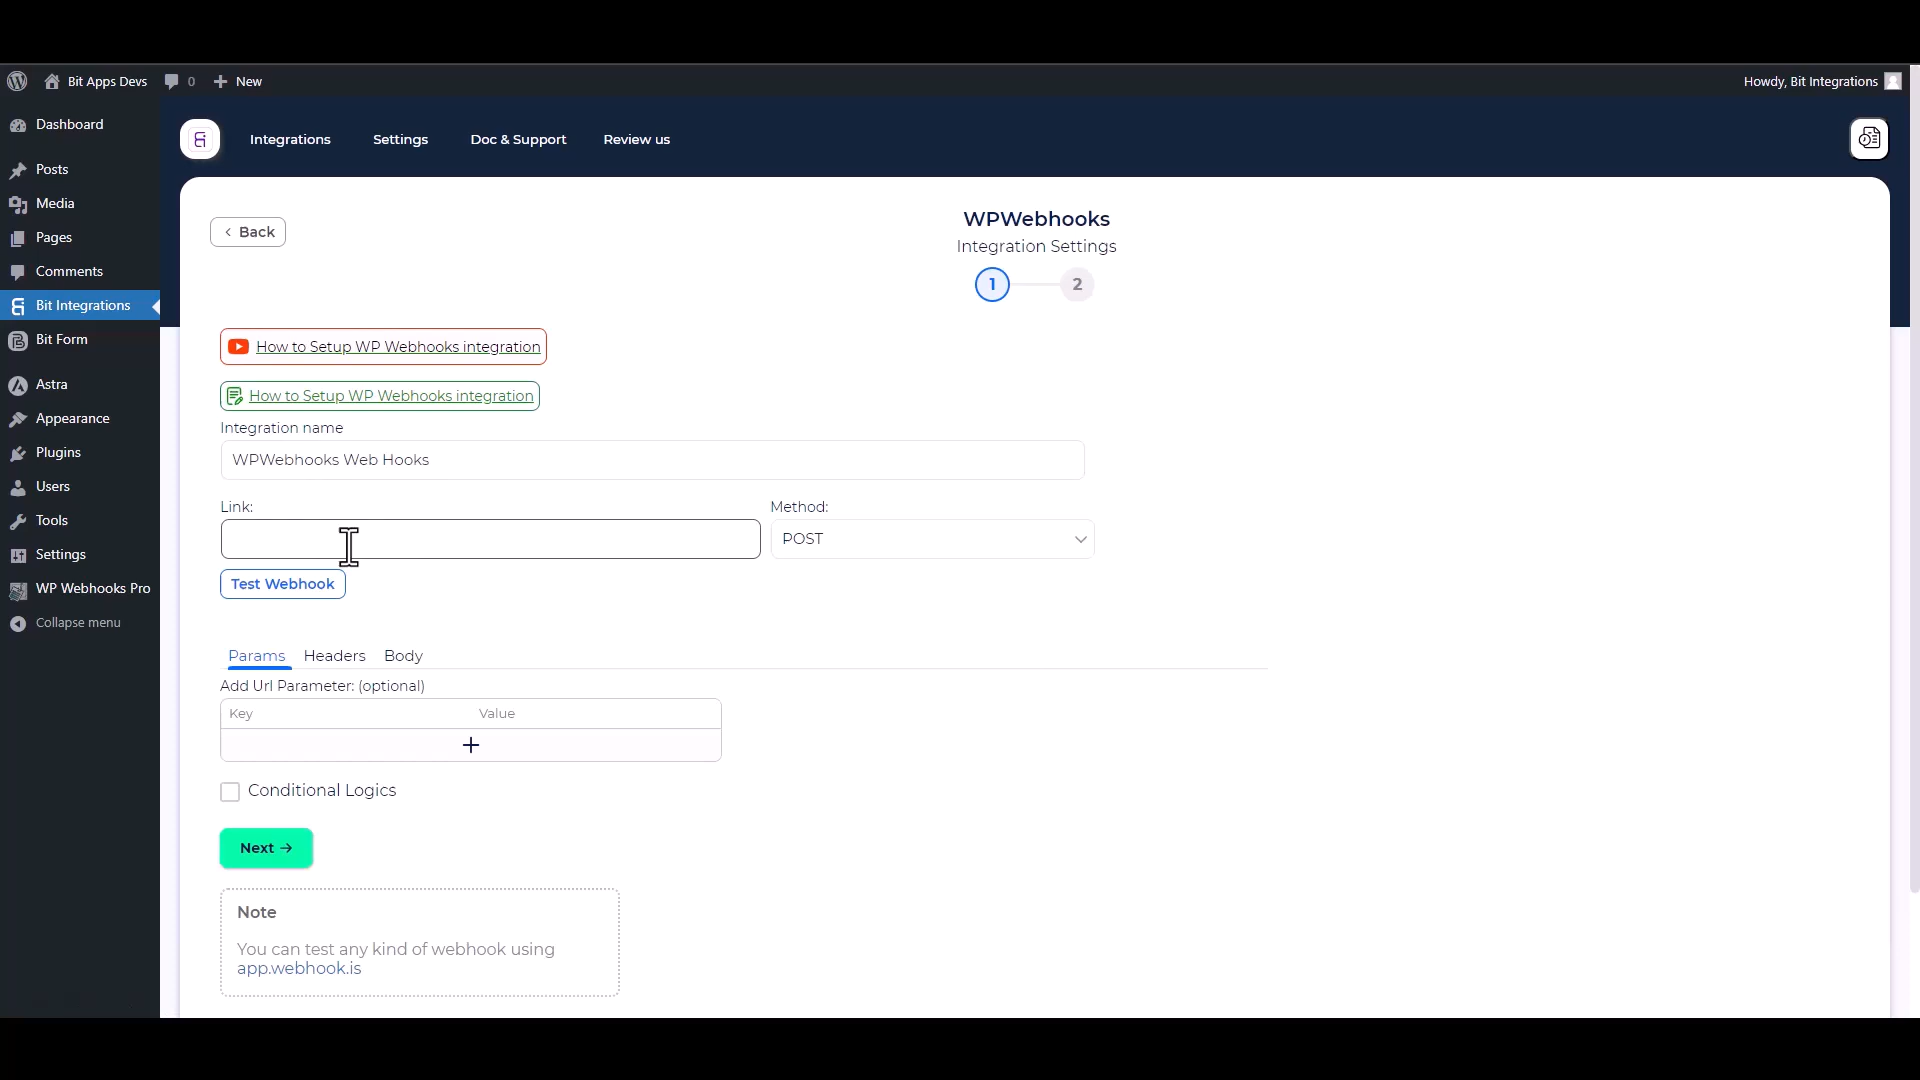 Bit Apps Devs
0
New
Howdy, Bit Integrations
Dashboard
Posts
Media
Pages
Comments
Bit Integrations
Bit Form
Astra
Appearance
Plugins
Users
Tools
Settings
WP Webhooks Pro
Collapse menu
Integrations
Settings
Doc & Support
Review us
Back
WPWebhooks
Integration Settings
1
2
How to Setup WP Webhooks integration
How to Setup WP Webhooks integration
Integration name
WPWebhooks Web Hooks
Link:
Method:
POST
Test Webhook
Params
Headers
Body
Add Url Parameter: (optional)
Key
Value
Conditional Logics
Next →
Note
You can test any kind of webhook using
app.webhook.is